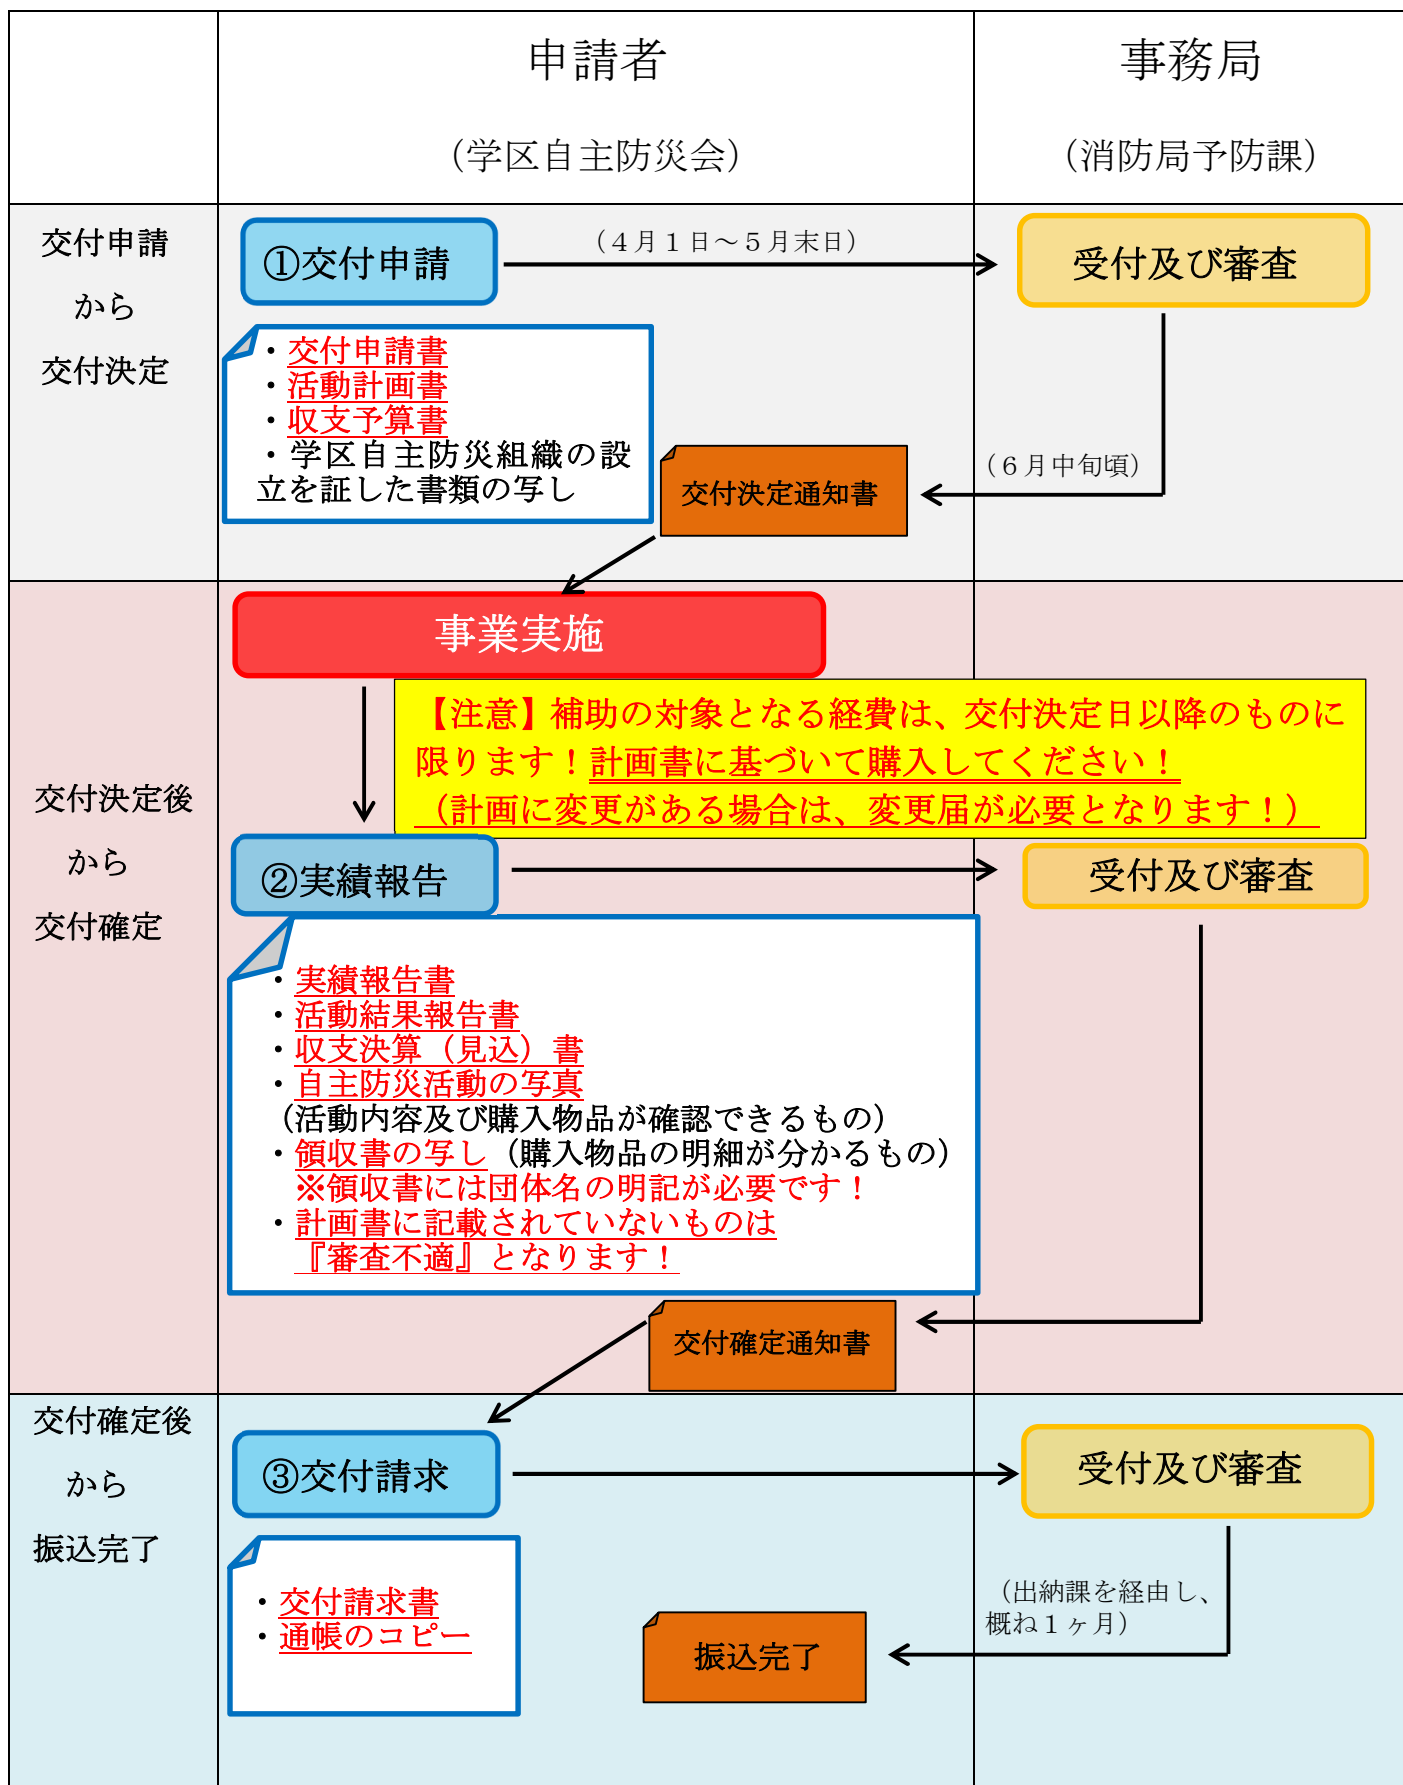 申請者
（学区自主防災会）
事務局
（消防局予防課）
交付申請
から
交付決定
①交付申請
（４月１日～５月末日）
受付及び審査
・交付申請書
・活動計画書
・収支予算書
・学区自主防災組織の設
立を証した書類の写し
交付決定通知書
（６月中旬頃）
交付決定後
から
交付確定
事業実施
【注意】補助の対象となる経費は、交付決定日以降のものに
限ります！計画書に基づいて購入してください！
（計画に変更がある場合は、変更届が必要となります！）
②実績報告
受付及び審査
・実績報告書
・活動結果報告書
・収支決算（見込）書
・自主防災活動の写真
（活動内容及び購入物品が確認できるもの）
・領収書の写し（購入物品の明細が分かるもの）
※領収書には団体名の明記が必要です！
・計画書に記載されていないものは
『審査不適』となります！
交付確定通知書
交付確定後
から
振込完了
③交付請求
受付及び審査
・交付請求書
・通帳のコピー
振込完了
（出納課を経由し、
概ね１ヶ月）